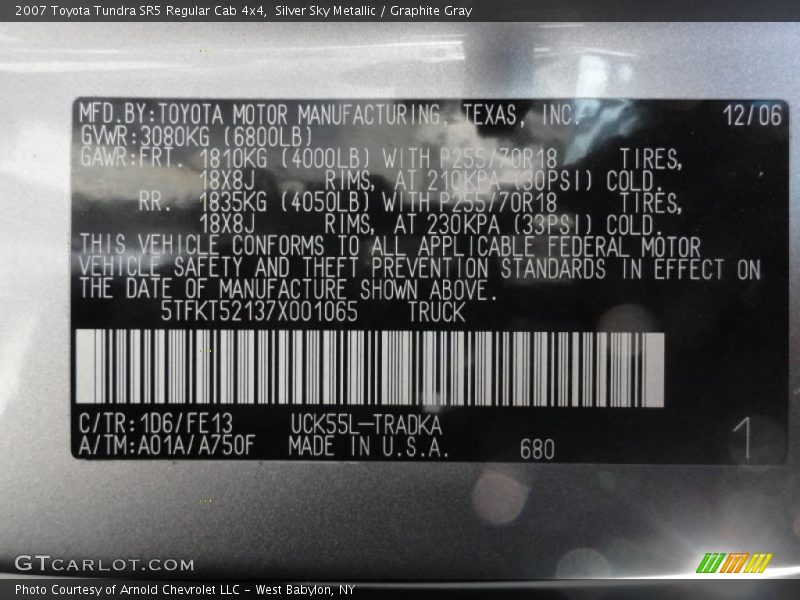 2007 Toyota Tundra SR5 Regular Cab 4x4, Silver Sky Metallic / Graphite Gray
MFD.BY:TOYOTA MOTOR MANUFACTURING, TEXAS, INC. 12/06
GVWR:3080KG (6800LB)
GAWR:FRT. 1810KG (4000LB) WITH P255/70R18 TIRES,
18X8J RIMS, AT 210KPA (30PSI) COLD.
RR. 1835KG (4050LB) WITH P255/70R18 TIRES,
18X8J RIMS, AT 230KPA (33PSI) COLD.
THIS VEHICLE CONFORMS TO ALL APPLICABLE FEDERAL MOTOR
VEHICLE SAFETY AND THEFT PREVENTION STANDARDS IN EFFECT ON
THE DATE OF MANUFACTURE SHOWN ABOVE.
5TFKT52137X001065 TRUCK
C/TR:1D6/FE13 UCK55L-TRADKA
A/TM:A01A/A750F MADE IN U.S.A. 680 1
GTCARLOT.COM
Photo Courtesy of Arnold Chevrolet LLC - West Babylon, NY